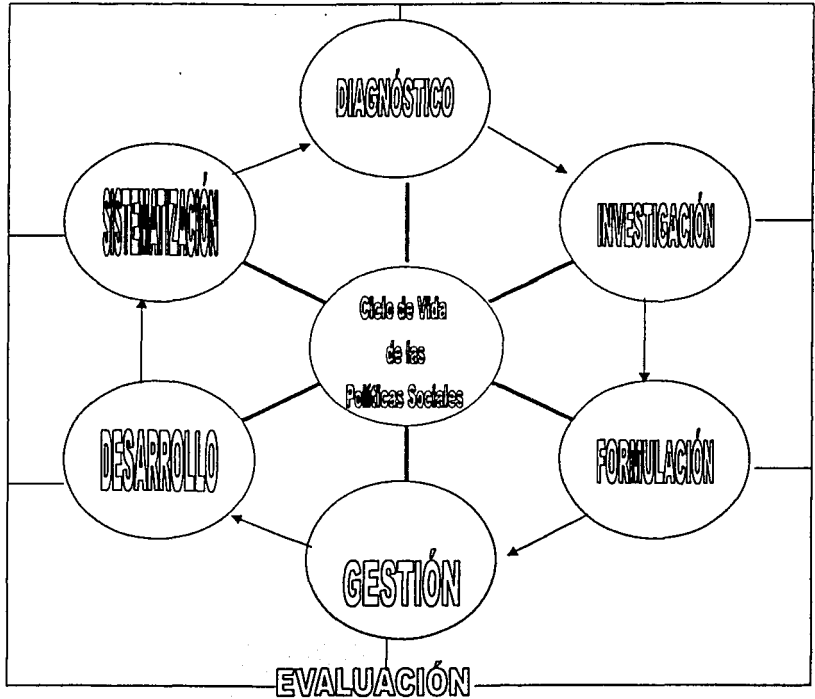 DIAGNÓSTICO
SISTEMATIZACIÓN
INVESTIGACIÓN
Ciclo de Vida
de las
Políticas Sociales
DESARROLLO
FORMULACIÓN
GESTIÓN
EVALUACIÓN